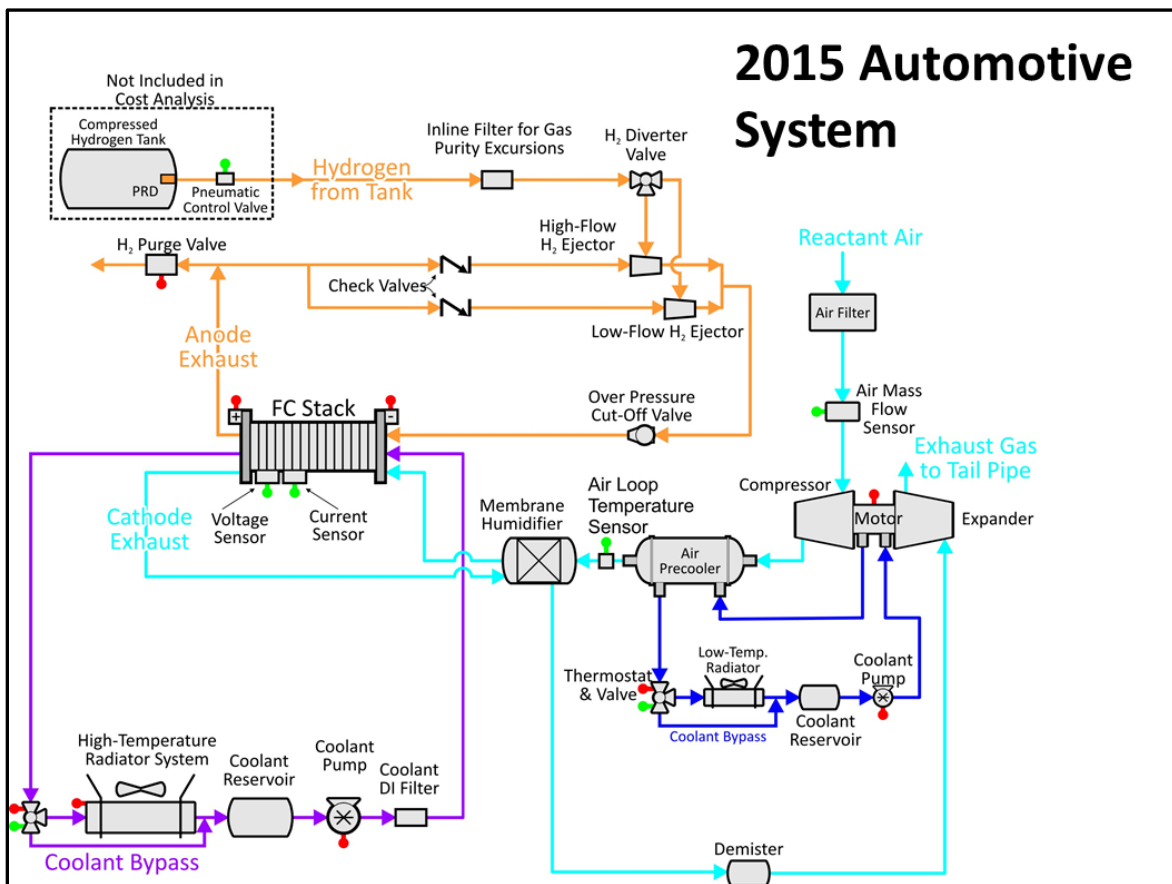 2015 Automotive
System
Not Included in
Cost Analysis
Compressed
Hydrogen Tank
PRD
Pneumatic
Control Valve
Hydrogen
from Tank
Inline Filter for Gas
Purity Excursions
H₂ Diverter
Valve
H₂ Purge Valve
Check Valves
High-Flow
H₂ Ejector
Low-Flow H₂ Ejector
Reactant Air
Air Filter
Anode
Exhaust
FC Stack
+
-
Over Pressure
Cut-Off Valve
Air Mass
Flow
Sensor
Exhaust Gas
to Tail Pipe
Compressor
Motor
Expander
Cathode
Exhaust
Voltage
Sensor
Current
Sensor
Membrane
Humidifier
Air Loop
Temperature
Sensor
Air
Precooler
Thermostat
& Valve
Low-Temp.
Radiator
Coolant
Pump
Coolant
Reservoir
Coolant Bypass
High-Temperature
Radiator System
Coolant
Reservoir
Coolant
Pump
Coolant
DI Filter
Coolant Bypass
Demister